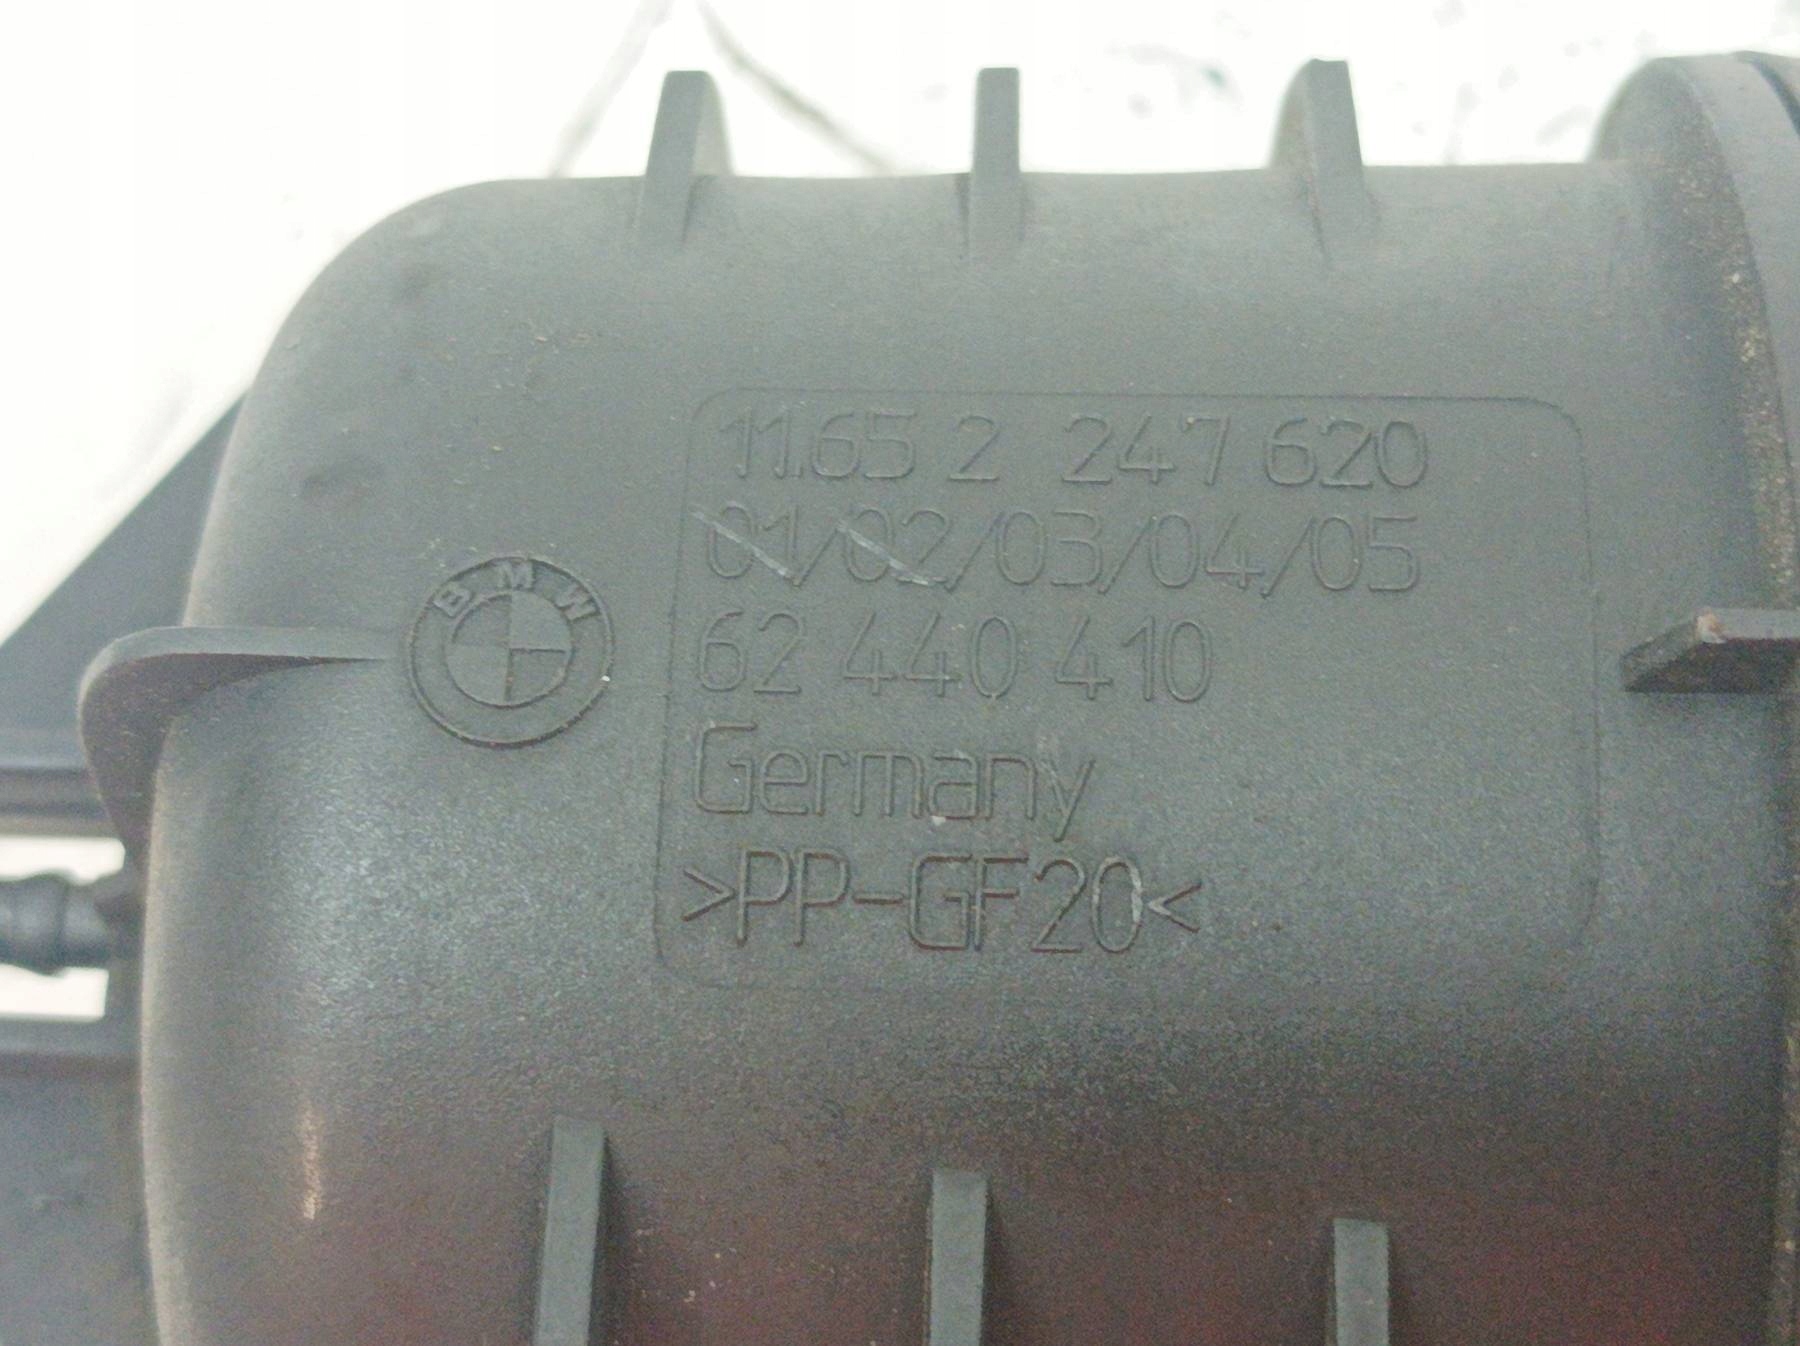 BMW
11.65 2 247 620
01/02/03/04/05
62 440 410
Germany
>PP-GF20<